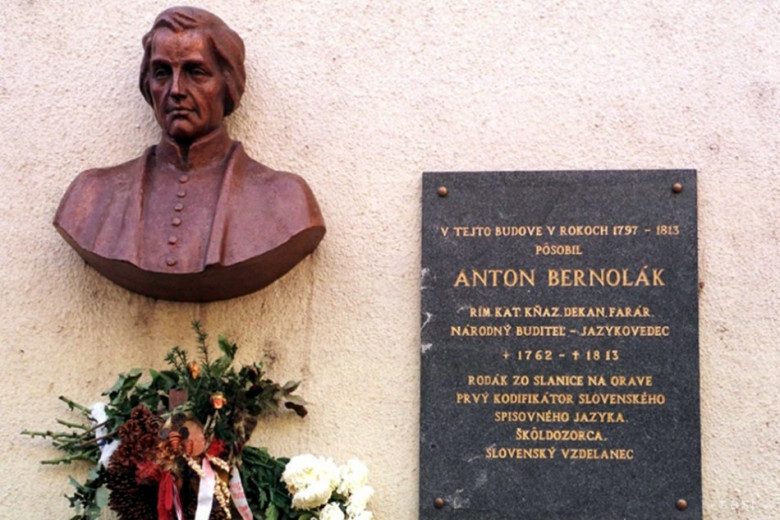 V TEJTO BUDOVE V ROKOCH 1797 - 1813
PÔSOBIL
ANTON BERNOLÁK
RÍM. KAT. KŇAZ. DEKAN. FARÁR.
NÁRODNÝ BUDITEĽ - JAZYKOVEDEC
+ 1762 - ✝ 1813
RODÁK ZO SLANICE NA ORAVE
PRVÝ KODIFIKÁTOR SLOVENSKÉHO
SPISOVNÉHO JAZYKA.
ŠKÔLDOZORCA.
SLOVENSKÝ VZDELANEC